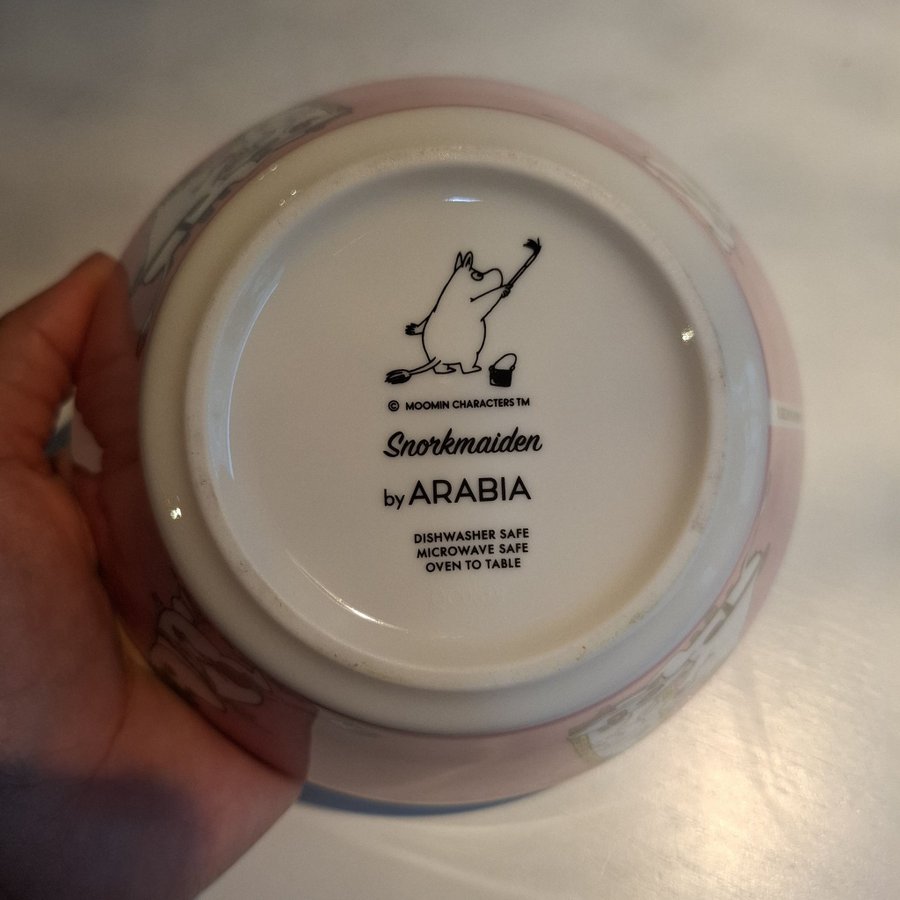 © MOOMIN CHARACTERS TM
Snorkmaiden
by ARABIA
DISHWASHER SAFE
MICROWAVE SAFE
OVEN TO TABLE